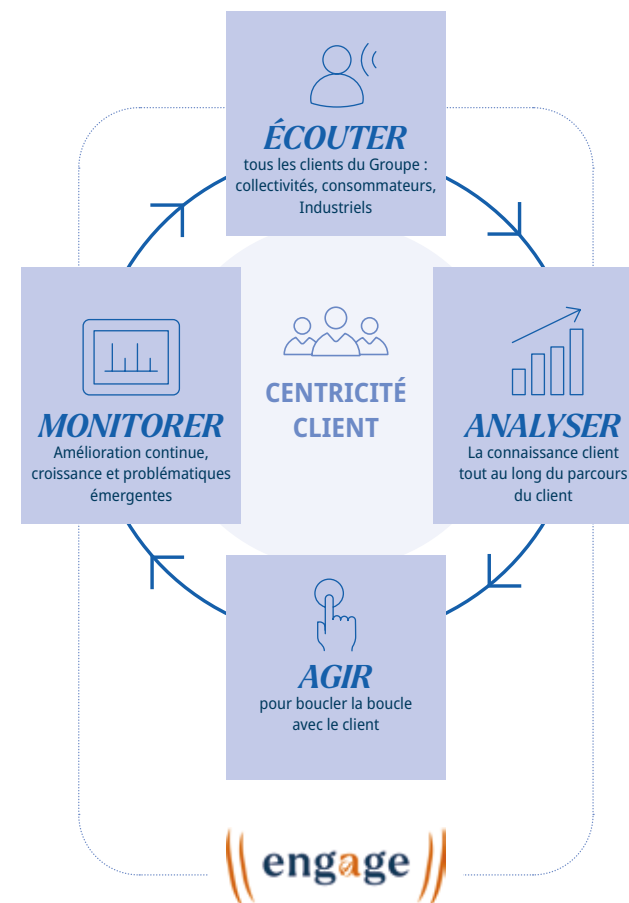 ÉCOUTER
tous les clients du Groupe :
collectivités, consommateurs,
Industriels
CENTRICITÉ
CLIENT
MONITORER
Amélioration continue,
croissance et problématiques
émergentes
ANALYSER
La connaissance client
tout au long du parcours
du client
AGIR
pour boucler la boucle
avec le client
engage